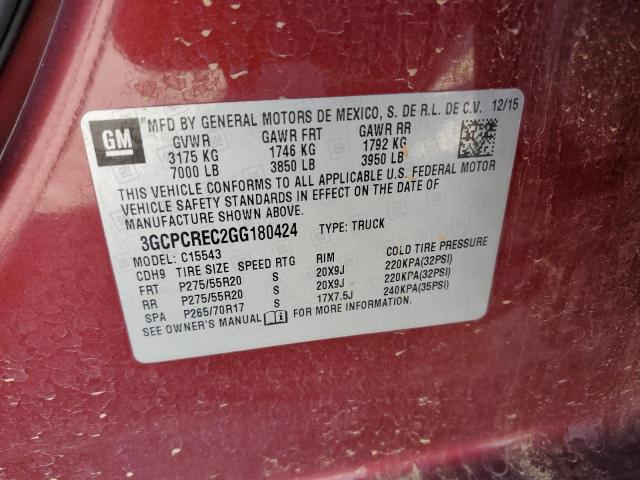 GM
*MFD BY GENERAL MOTORS DE MEXICO, S. DE R.L. DE C.V. 12/15
GVWR GAWR FRT GAWR RR
3175 KG 1746 KG 1792 KG
7000 LB 3850 LB 3950 LB
THIS VEHICLE CONFORMS TO ALL APPLICABLE U.S. FEDERAL MOTOR
VEHICLE SAFETY STANDARDS IN EFFECT ON THE DATE OF
MANUFACTURE SHOWN ABOVE.
3GCPCREC2GG180424 TYPE: TRUCK
MODEL: C15543
CDH9 TIRE SIZE SPEED RTG RIM COLD TIRE PRESSURE
FRT P275/55R20 S 20X9J 220KPA(32PSI)
RR P275/55R20 S 20X9J 220KPA(32PSI)
SPA P265/70R17 S 17X7.5J 240KPA(35PSI)
SEE OWNER'S MANUAL FOR MORE INFORMATION.